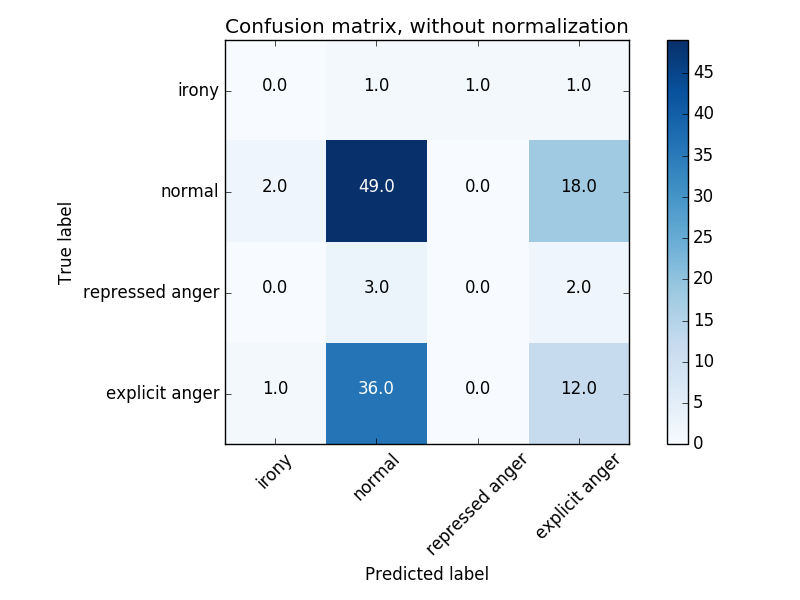 Confusion matrix, without normalization
True label
irony
0.0 1.0 1.0 1.0
normal
2.0 49.0 0.0 18.0
repressed anger
0.0 3.0 0.0 2.0
explicit anger
1.0 36.0 0.0 12.0
irony
normal
repressed anger
explicit anger
Predicted label
45
40
35
30
25
20
15
10
5
0